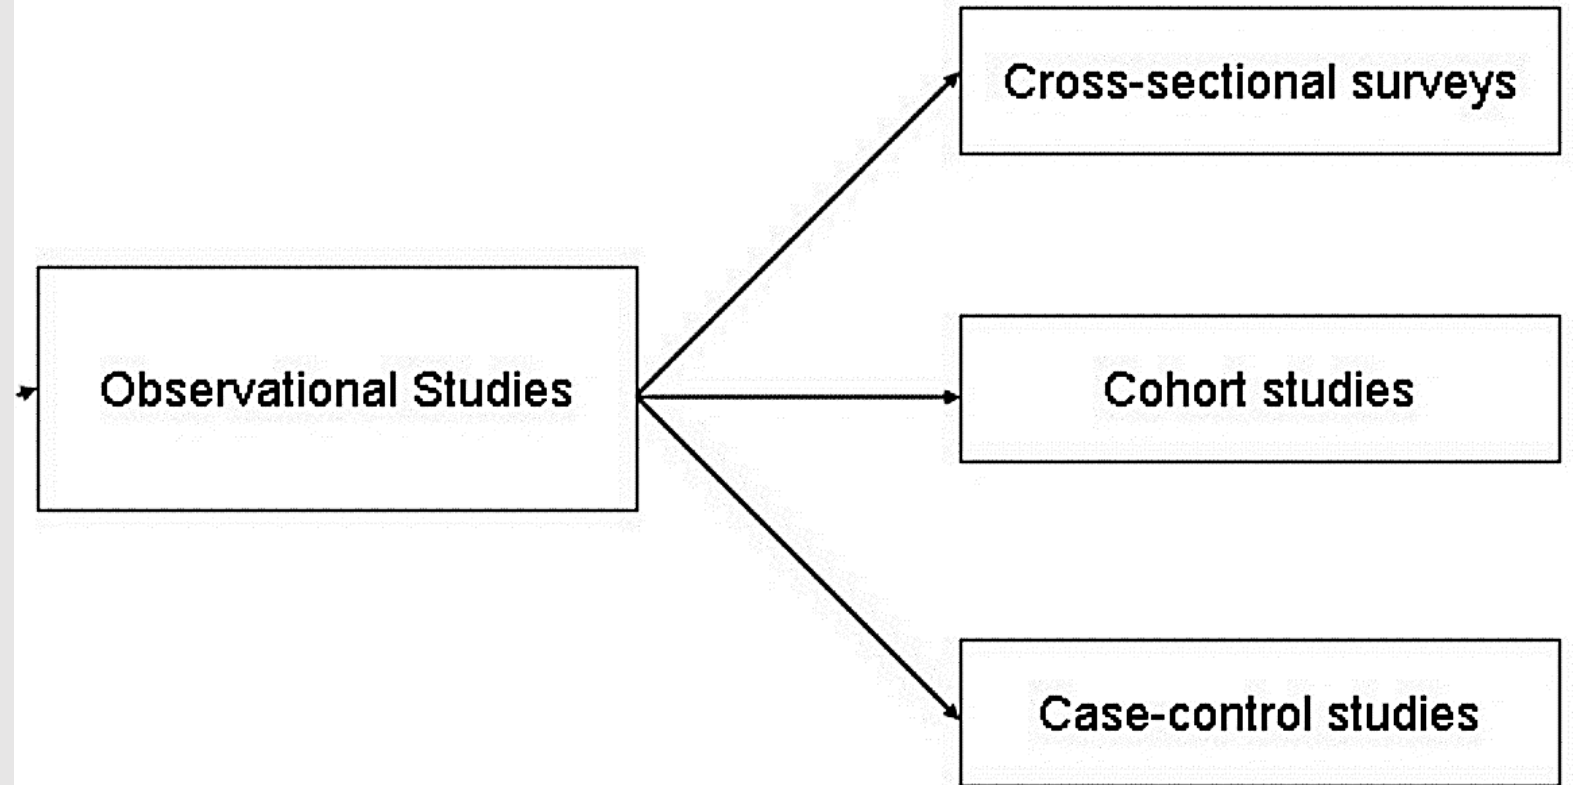 Cross-sectional surveys
Observational Studies
Cohort studies
Case-control studies